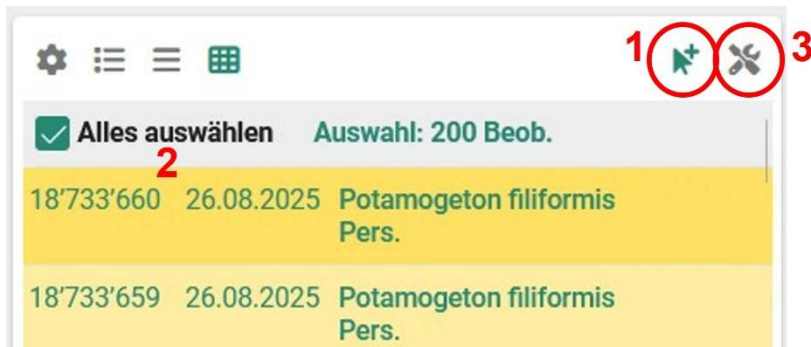 1 3
Alles auswählen Auswahl: 200 Beob.
2
18'733'660 26.08.2025 Potamogeton filiformis
Pers.
18'733'659 26.08.2025 Potamogeton filiformis
Pers.